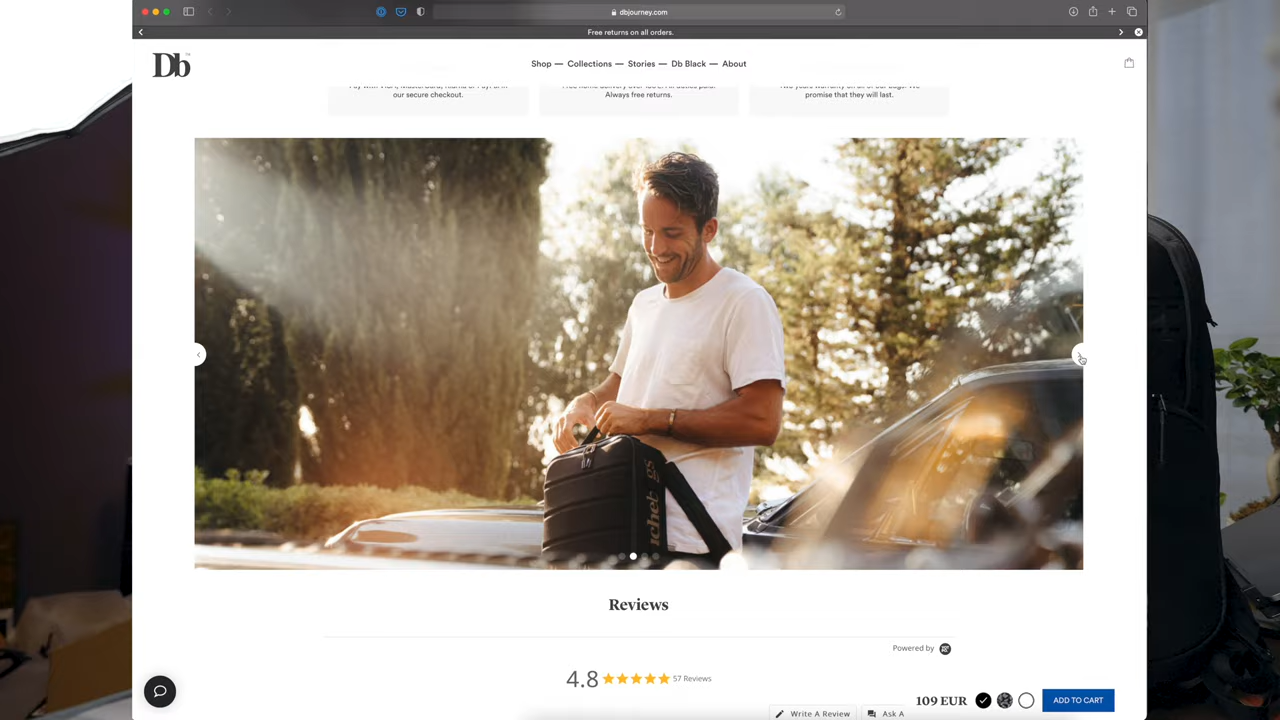 dbjourney.com
Free returns on all orders.
Db
Shop — Collections — Stories — Db Black — About
our secure checkout.
Always free returns.
promise that they will last.
Reviews
Powered by
4.8
57 Reviews
109 EUR
ADD TO CART
Write A Review
Ask A